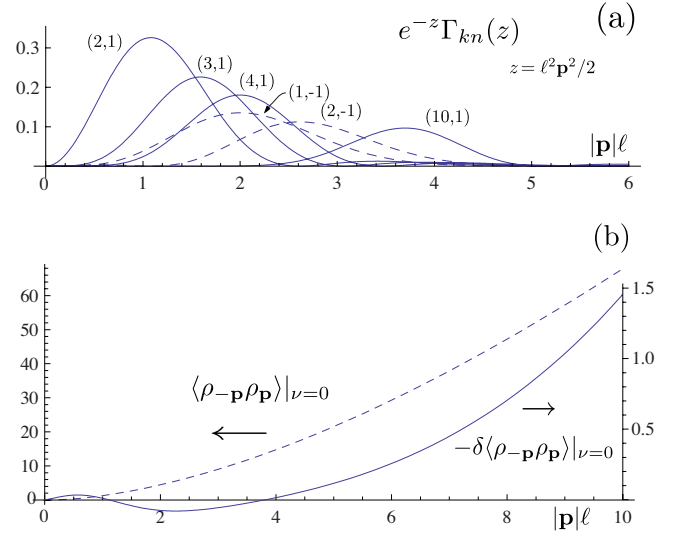 (a)
e^{-z}Γ_{kn}(z)
z = ℓ²p²/2
(2,1)
(3,1)
(4,1)
(1,-1)
(2,-1)
(10,1)
|p|ℓ
0.3
0.2
0.1
0 1 2 3 4 5 6
(b)
60
50
40
30
20
10
0
1.5
1.0
0.5
⟨ρ_{-p}ρ_{p}⟩|_{ν=0}
←
→
-δ⟨ρ_{-p}ρ_{p}⟩|_{ν=0}
0 2 4 6 8 10
|p|ℓ